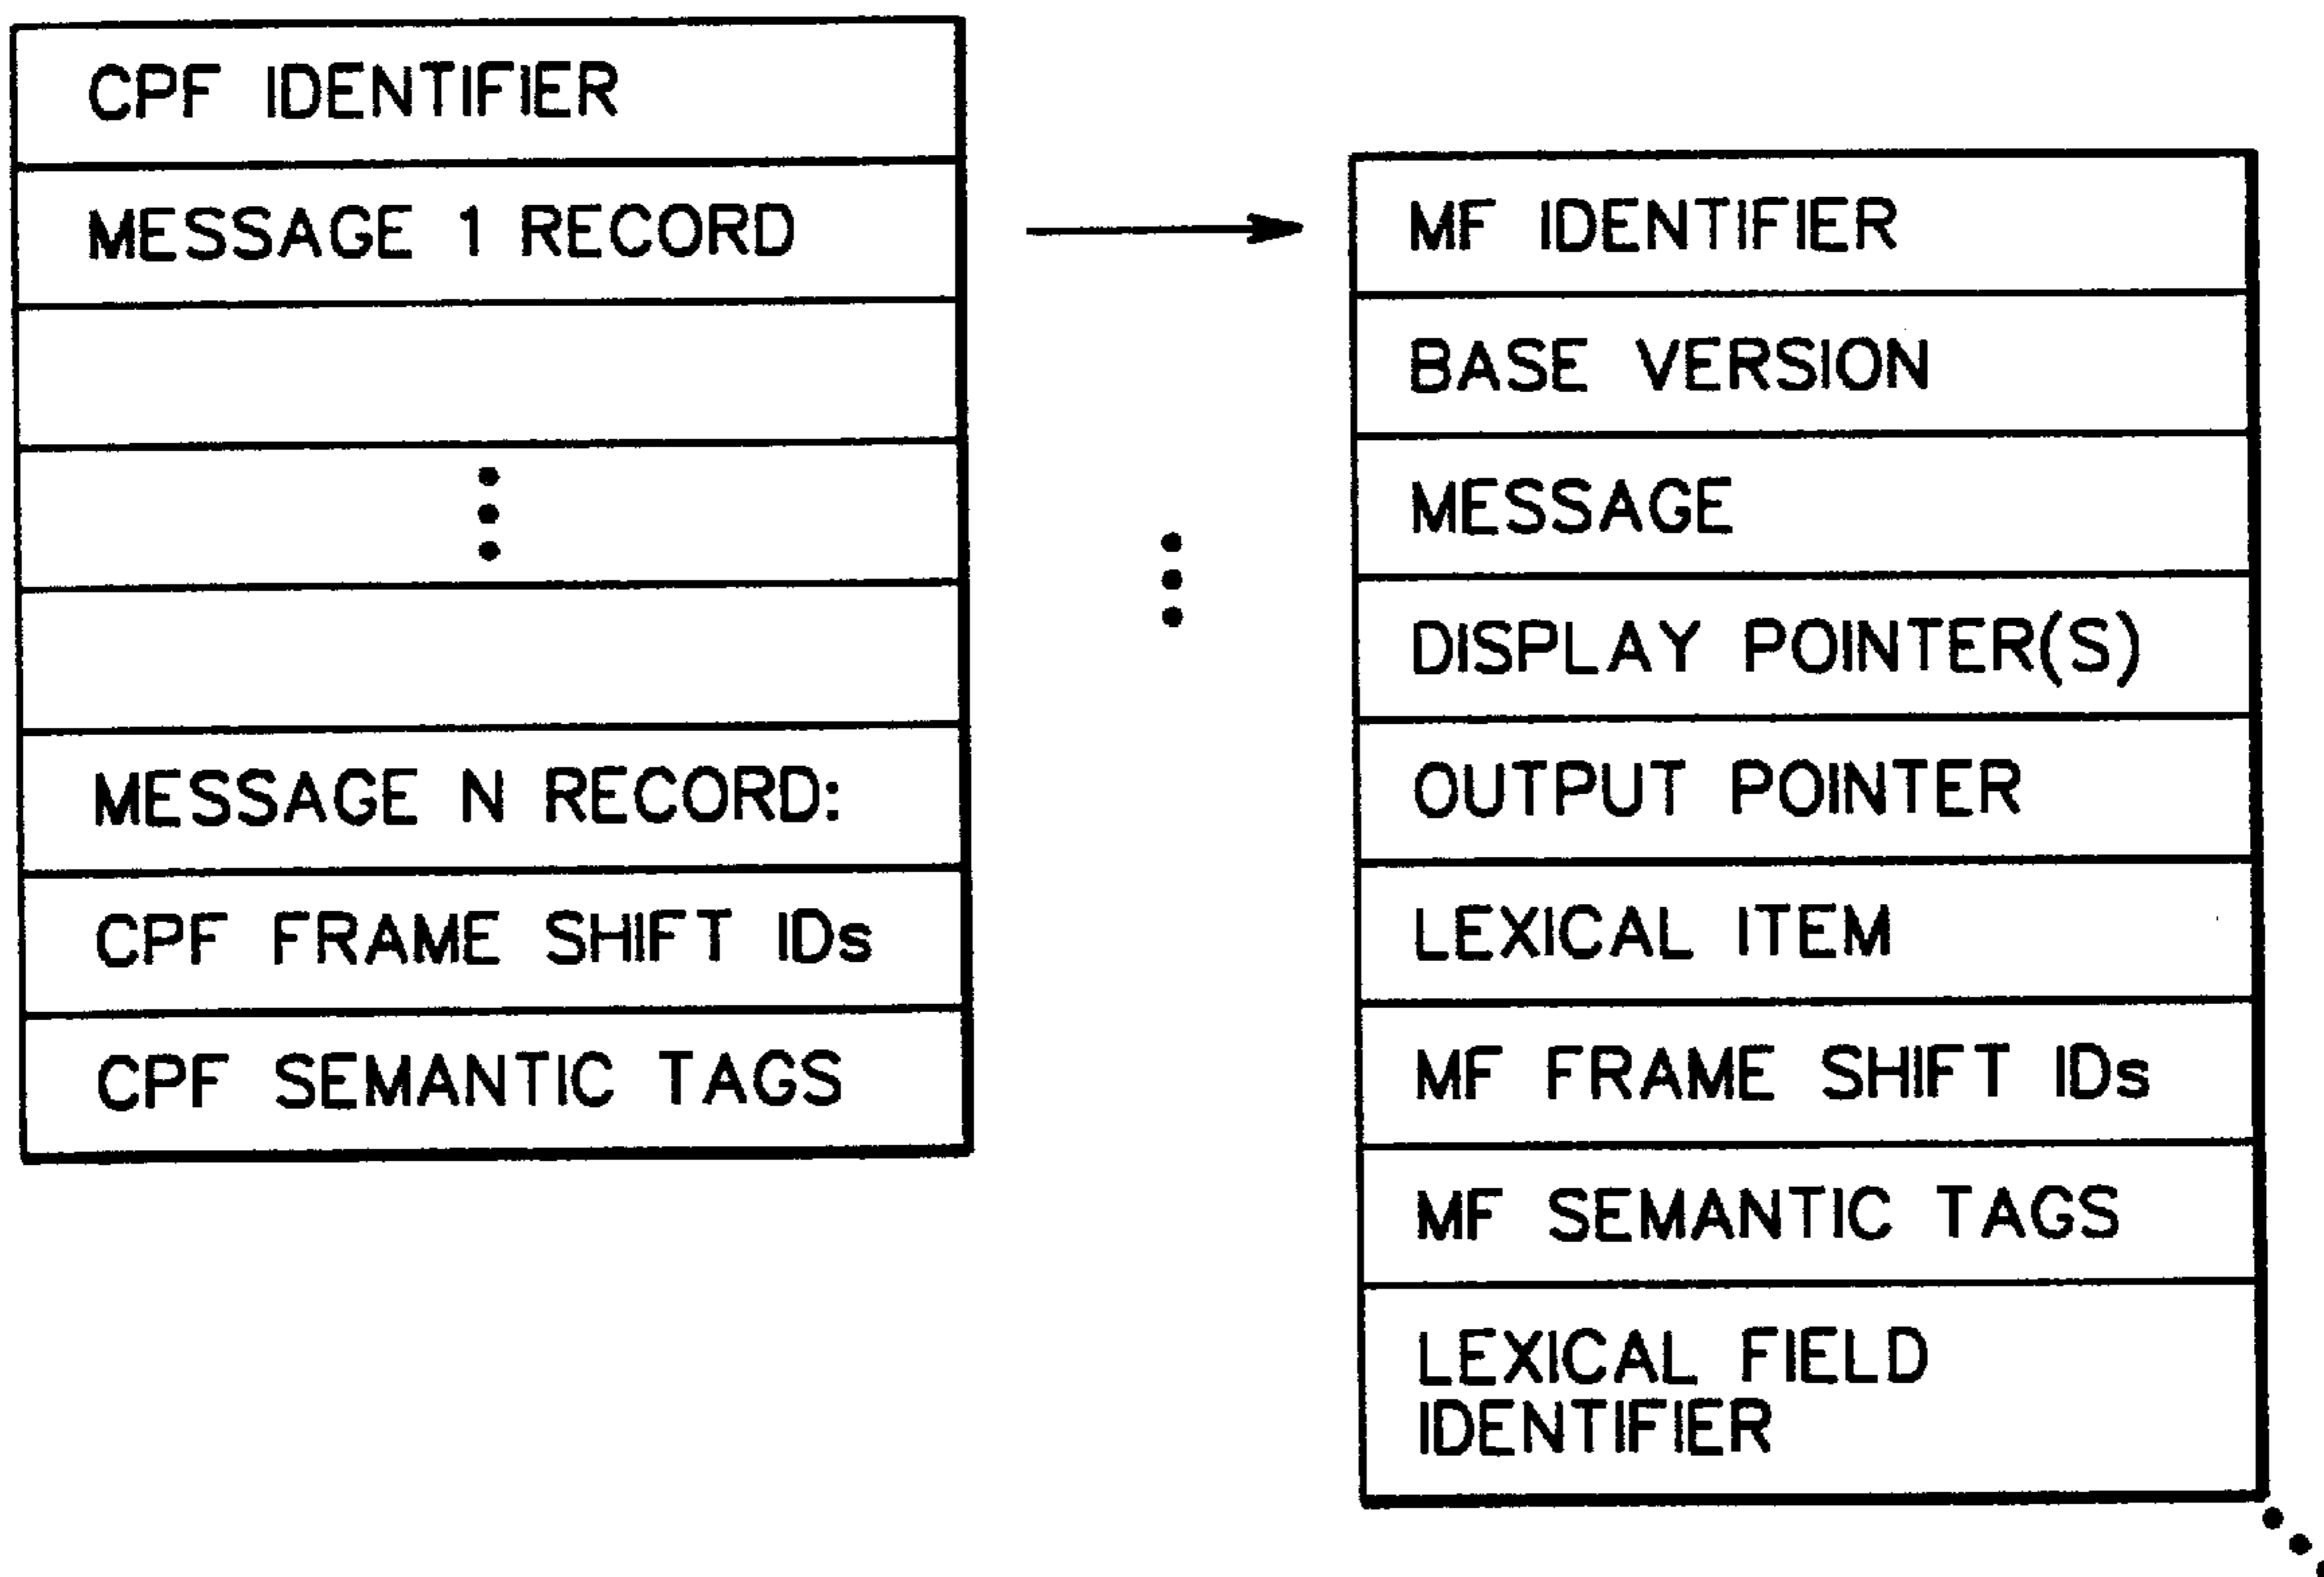 CPF IDENTIFIER
MESSAGE 1 RECORD
MESSAGE N RECORD:
CPF FRAME SHIFT IDs
CPF SEMANTIC TAGS
MF IDENTIFIER
BASE VERSION
MESSAGE
DISPLAY POINTER(S)
OUTPUT POINTER
LEXICAL ITEM
MF FRAME SHIFT IDs
MF SEMANTIC TAGS
LEXICAL FIELD
IDENTIFIER